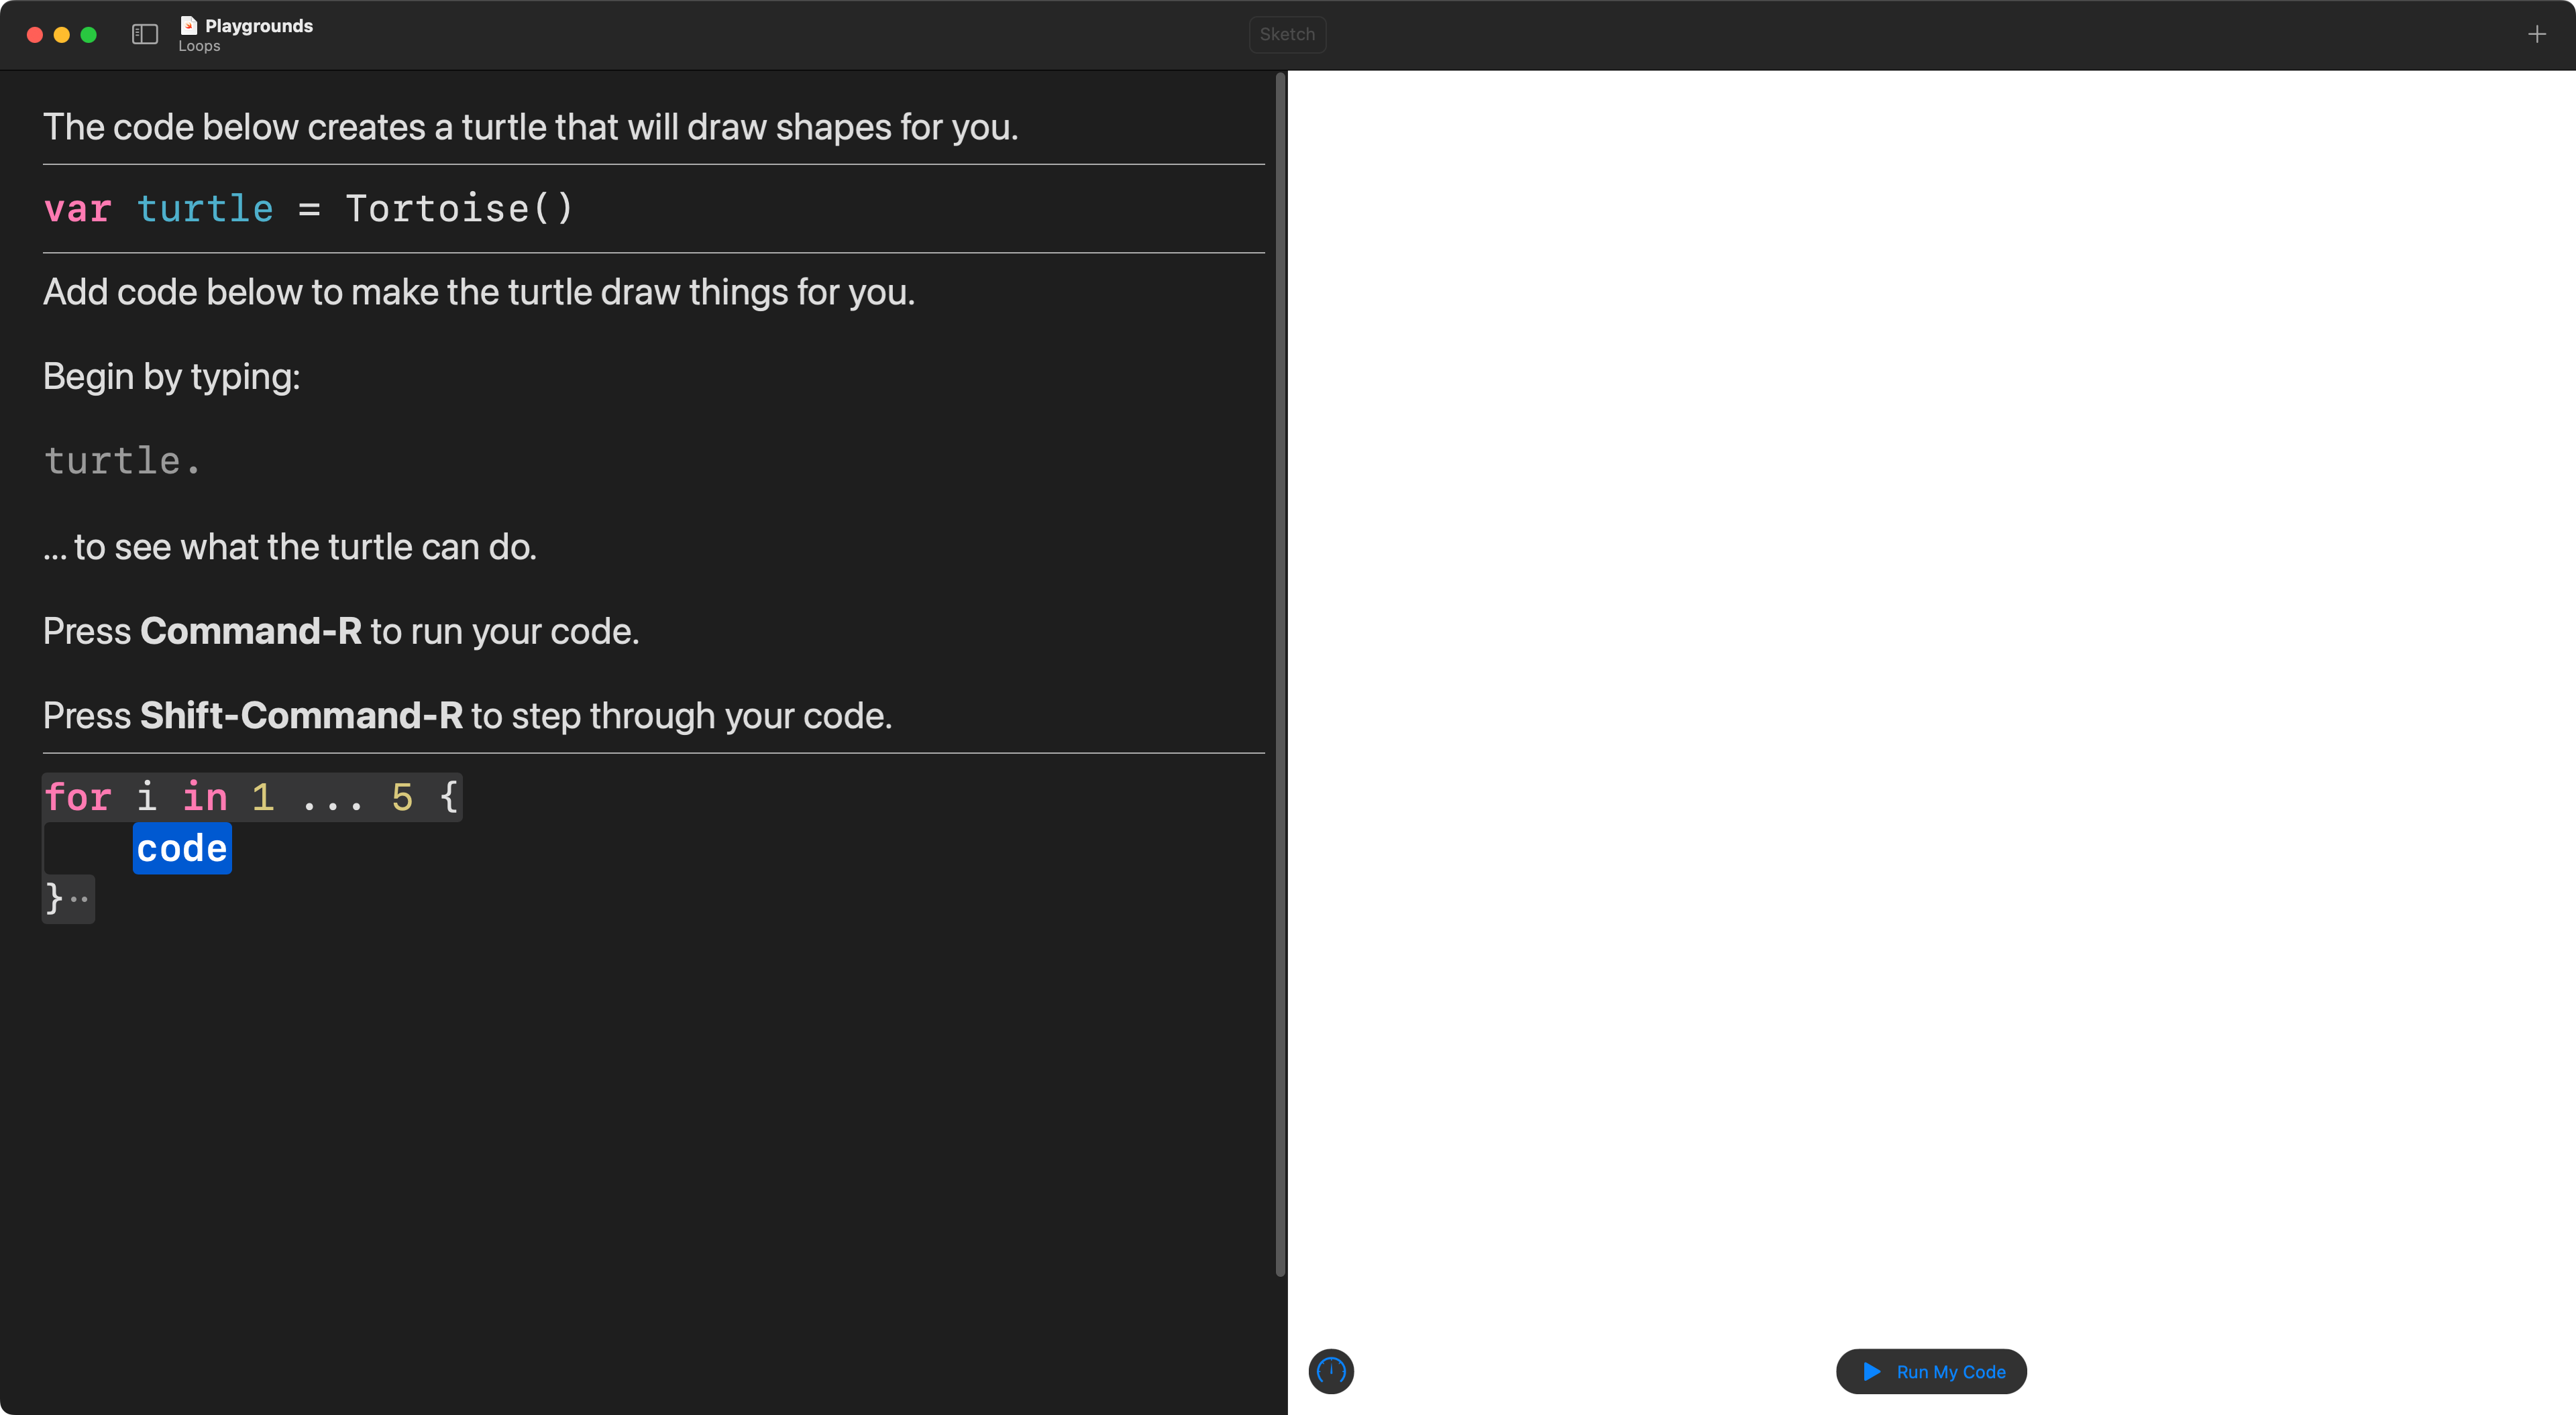 Playgrounds
Loops
Sketch
The code below creates a turtle that will draw shapes for you.
var turtle = Tortoise()
Add code below to make the turtle draw things for you.
Begin by typing:
turtle.
... to see what the turtle can do.
Press Command-R to run your code.
Press Shift-Command-R to step through your code.
for i in 1 ... 5 {
code
}
Run My Code